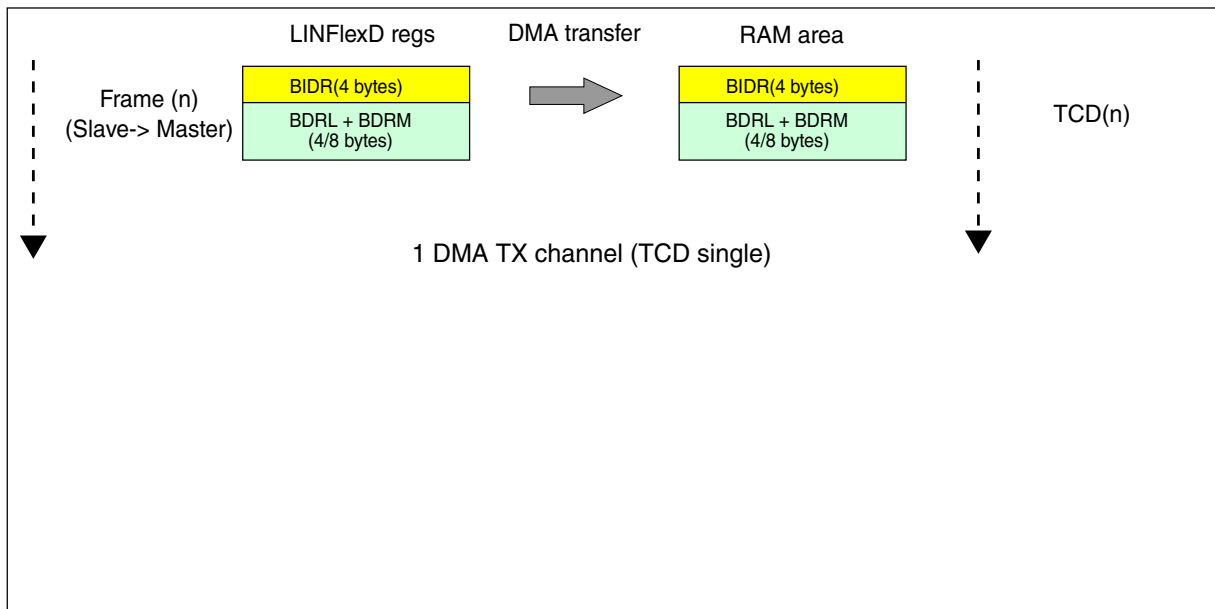 LINFlexD regs DMA transfer RAM area
Frame (n)
(Slave-> Master)
BIDR(4 bytes)
BDRL + BDRM
(4/8 bytes)
BIDR(4 bytes)
BDRL + BDRM
(4/8 bytes)
TCD(n)
1 DMA TX channel (TCD single)